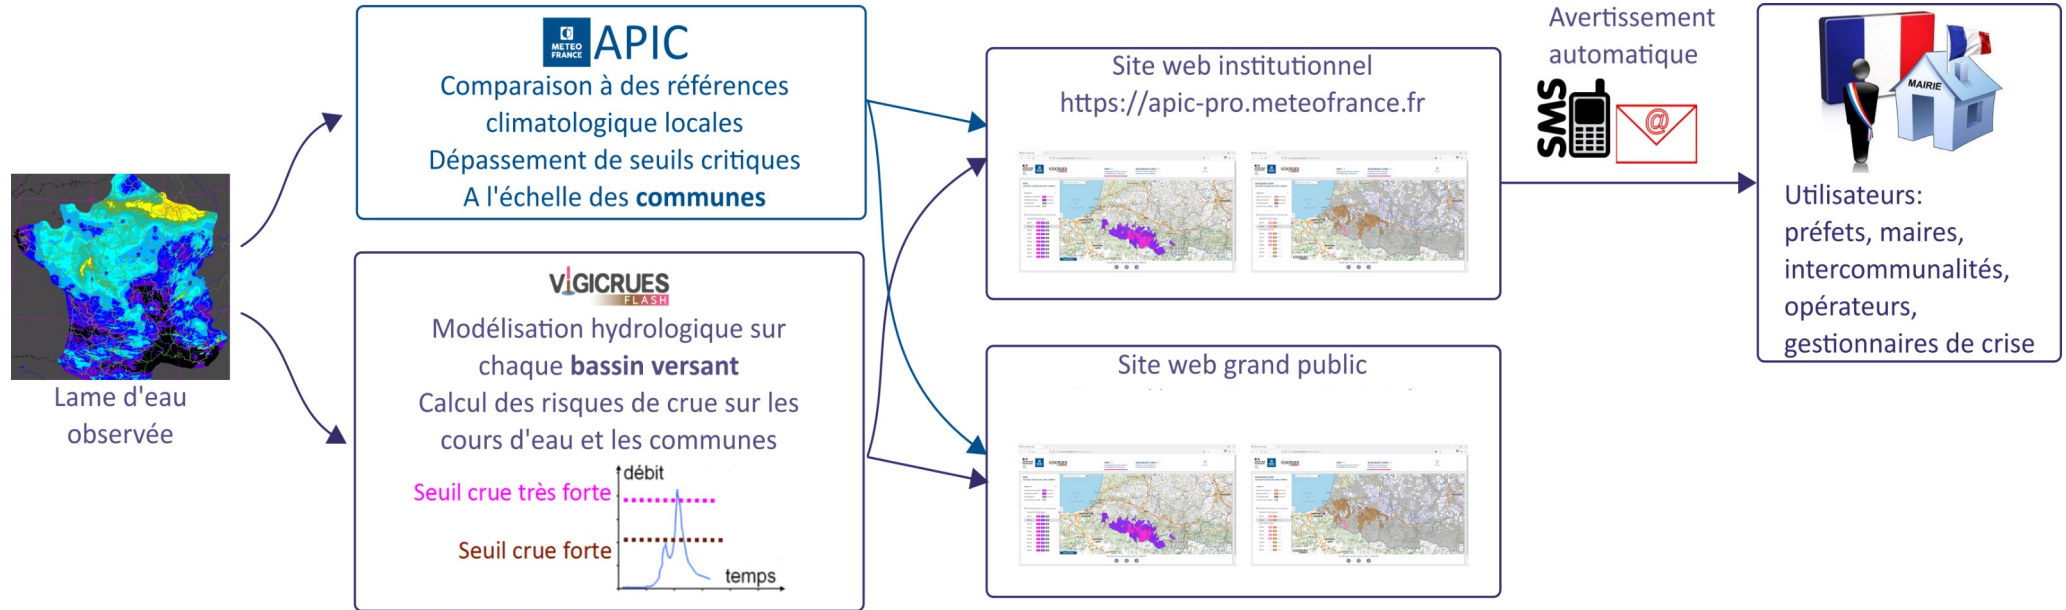 Lame d'eau
observée
METEO
FRANCE
APIC
Comparaison à des références
climatologique locales
Dépassement de seuils critiques
A l'échelle des communes
VIGICRUES
FLASH
Modélisation hydrologique sur
chaque bassin versant
Calcul des risques de crue sur les
cours d'eau et les communes
débit
Seuil crue très forte
Seuil crue forte
temps
Site web institutionnel
https://apic-pro.meteofrance.fr
Site web grand public
Avertissement
automatique
SMS
@
MAIRIE
Utilisateurs:
préfets, maires,
intercommunalités,
opérateurs,
gestionnaires de crise